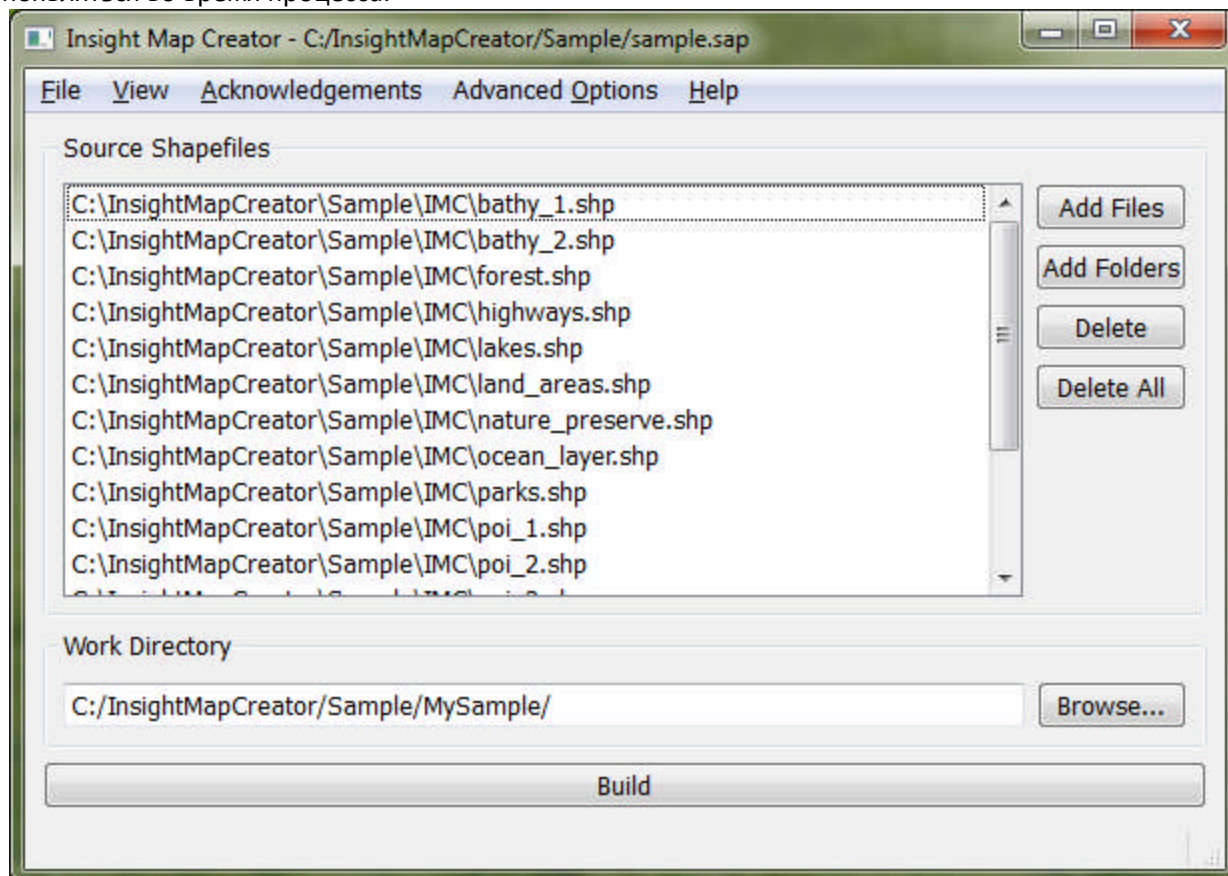 появляться во время процесса.
Insight Map Creator - C:/InsightMapCreator/Sample/sample.sap
File View Acknowledgements Advanced Options Help
Source Shapefiles
C:\InsightMapCreator\Sample\IMC\bathy_1.shp
Add Files
C:\InsightMapCreator\Sample\IMC\bathy_2.shp
Add Folders
C:\InsightMapCreator\Sample\IMC\forest.shp
C:\InsightMapCreator\Sample\IMC\highways.shp
Delete
C:\InsightMapCreator\Sample\IMC\lakes.shp
C:\InsightMapCreator\Sample\IMC\land_areas.shp
Delete All
C:\InsightMapCreator\Sample\IMC\nature_preserve.shp
C:\InsightMapCreator\Sample\IMC\ocean_layer.shp
C:\InsightMapCreator\Sample\IMC\parks.shp
C:\InsightMapCreator\Sample\IMC\poi_1.shp
C:\InsightMapCreator\Sample\IMC\poi_2.shp
Work Directory
C:/InsightMapCreator/Sample/MySample/
Browse...
Build